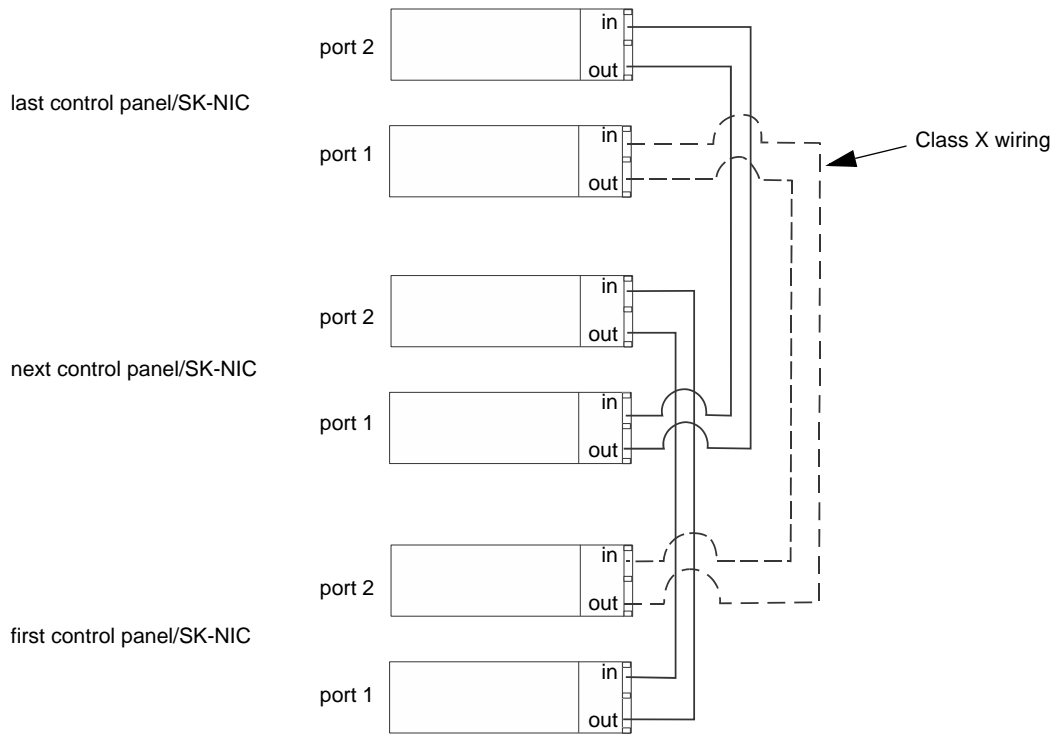 in
port 2
out
last control panel/SK-NIC
in
Class X wiring
port 1
out
in
port 2
out
next control panel/SK-NIC
in
port 1
out
in
port 2
out
first control panel/SK-NIC
in
port 1
out